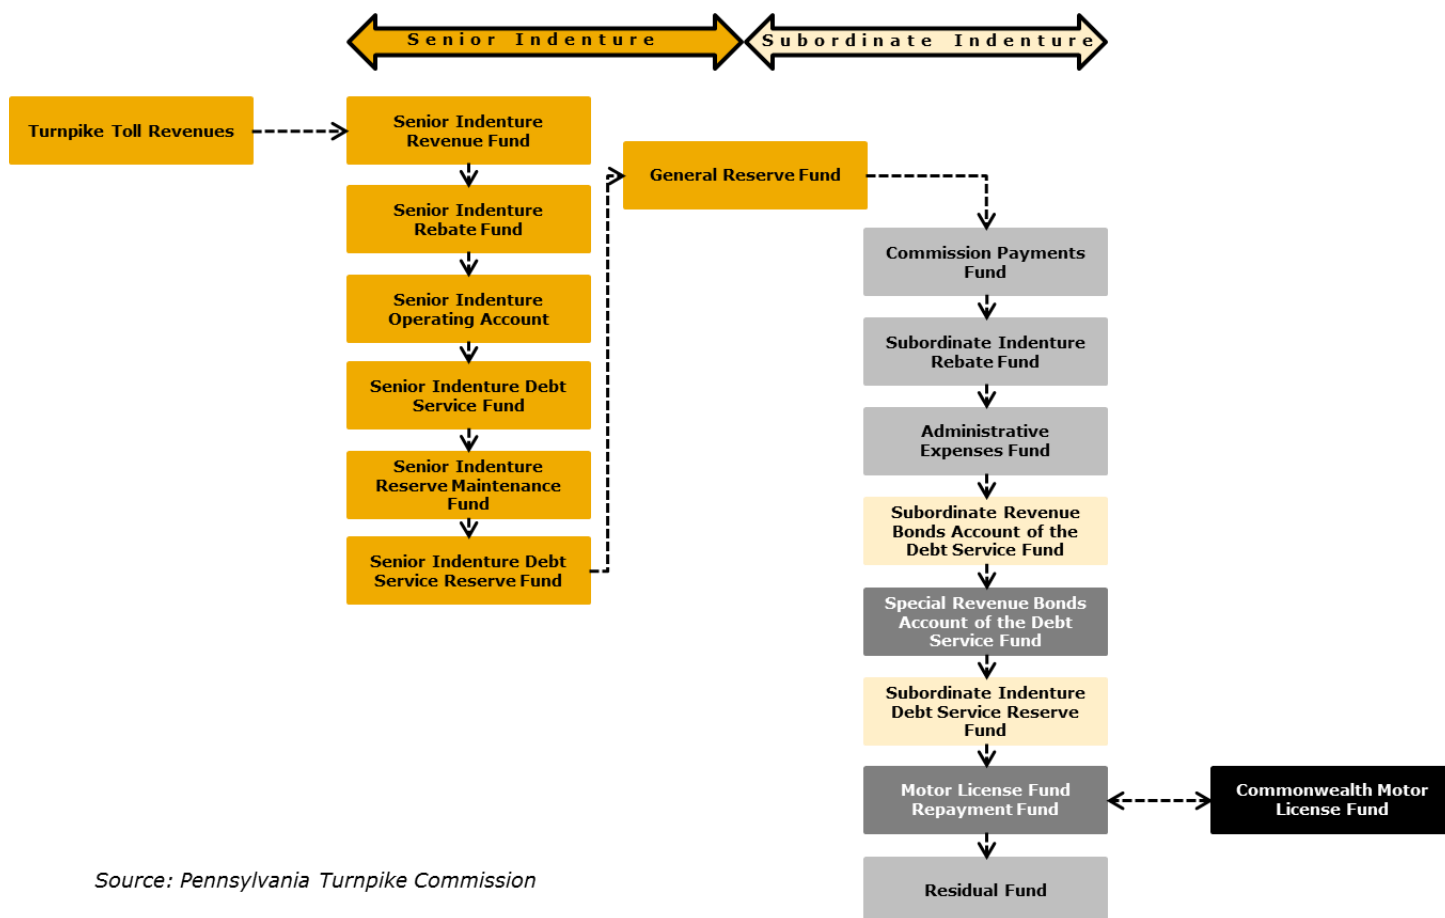 Senior Indenture
Subordinate Indenture
Turnpike Toll Revenues
Senior Indenture
Revenue Fund
Senior Indenture
Rebate Fund
Senior Indenture
Operating Account
Senior Indenture Debt
Service Fund
Senior Indenture
Reserve Maintenance
Fund
Senior Indenture Debt
Service Reserve Fund
General Reserve Fund
Commission Payments
Fund
Subordinate Indenture
Rebate Fund
Administrative
Expenses Fund
Subordinate Revenue
Bonds Account of the
Debt Service Fund
Special Revenue Bonds
Account of the Debt
Service Fund
Subordinate Indenture
Debt Service Reserve
Fund
Motor License Fund
Repayment Fund
Commonwealth Motor
License Fund
Residual Fund
Source: Pennsylvania Turnpike Commission